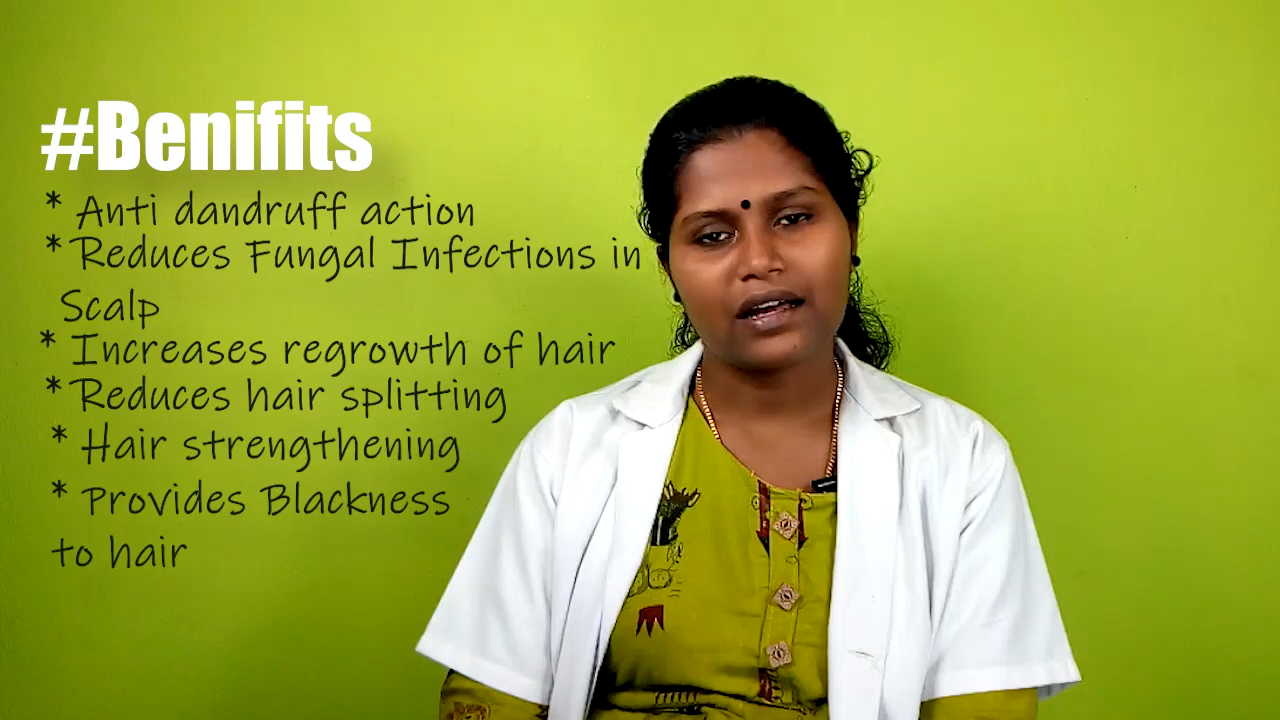 #Benifits
* Anti dandruff action
* Reduces Fungal Infections in
Scalp
* Increases regrowth of hair
* Reduces hair splitting
* Hair strengthening
* Provides Blackness
to hair